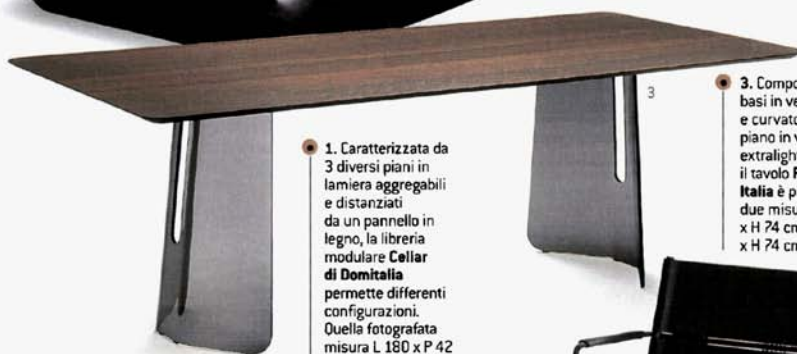 3
1. Caratterizzata da
3 diversi piani in
lamiera aggregabili
e distanziati
da un pannello in
legno, la libreria
modulare Cellar
di Domitalia
permette differenti
configurazioni.
Quella fotografata
misura L 180 x P 42
3. Compo
basi in ve
e curvato
piano in v
extraligh
il tavolo
Italia è p
due misu
x H 74 cm
x H 74 cm